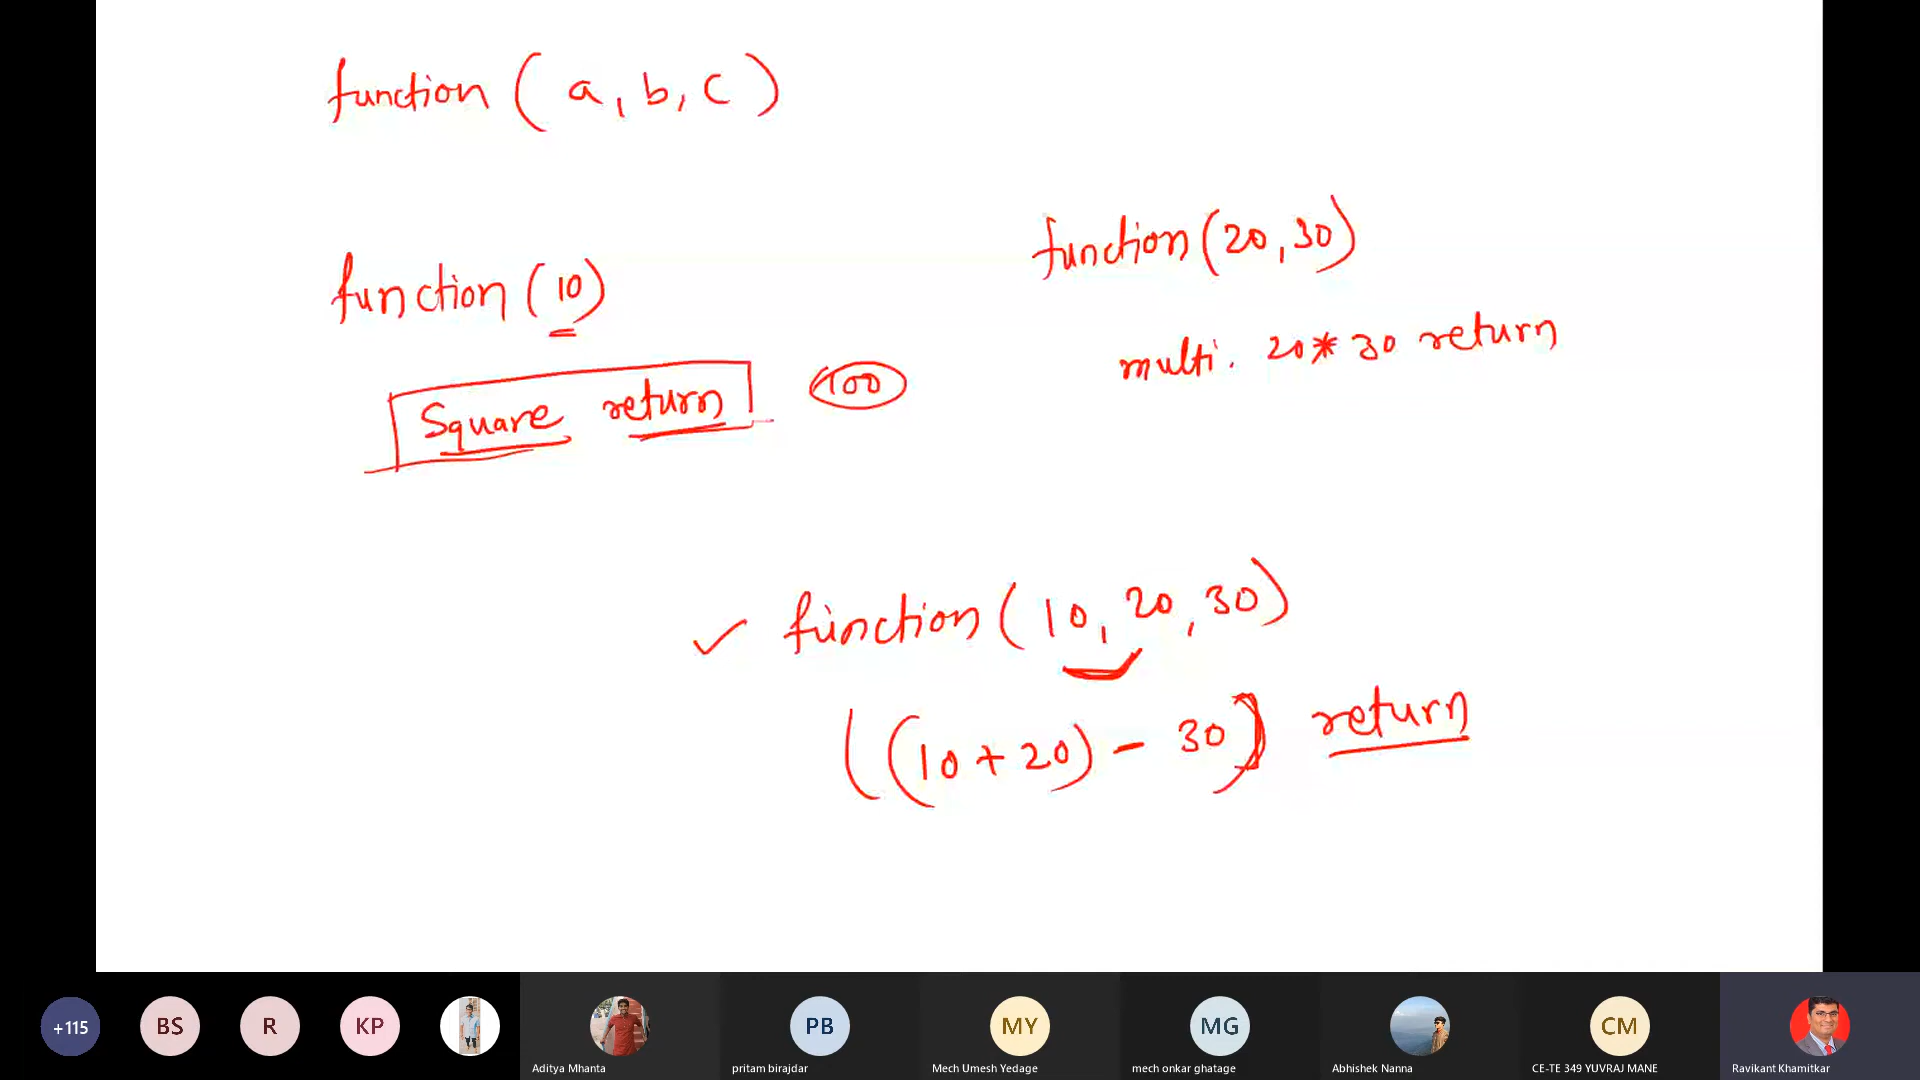 function ( a, b, c )
function (10)
function (20, 30)
multi. 20 * 30 return
Square return
100
✓ function ( 10, 20, 30 )
( (10 + 20) - 30 ) return
+115
BS
R
KP
PB
MY
MG
CM
Aditya Mhanta
pritam birajdar
Mech Umesh Yedage
mech onkar ghatage
Abhishek Nanna
CE-TE 349 YUVRAJ MANE
Ravikant Khamitkar